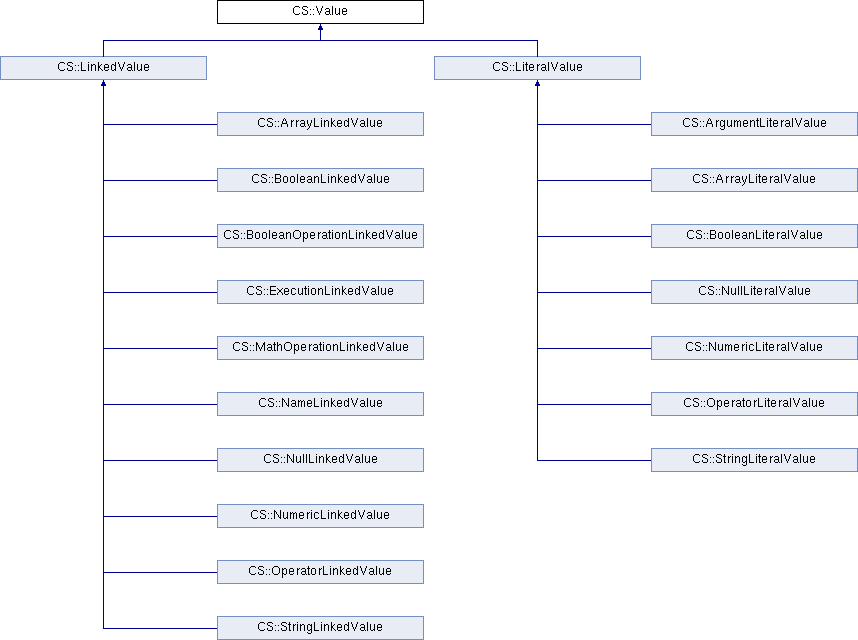 CS::Value
CS::LinkedValue
CS::LiteralValue
CS::ArrayLinkedValue
CS::ArgumentLiteralValue
CS::BooleanLinkedValue
CS::ArrayLiteralValue
CS::BooleanOperationLinkedValue
CS::BooleanLiteralValue
CS::ExecutionLinkedValue
CS::NullLiteralValue
CS::MathOperationLinkedValue
CS::NumericLiteralValue
CS::NameLinkedValue
CS::OperatorLiteralValue
CS::NullLinkedValue
CS::StringLiteralValue
CS::NumericLinkedValue
CS::OperatorLinkedValue
CS::StringLinkedValue